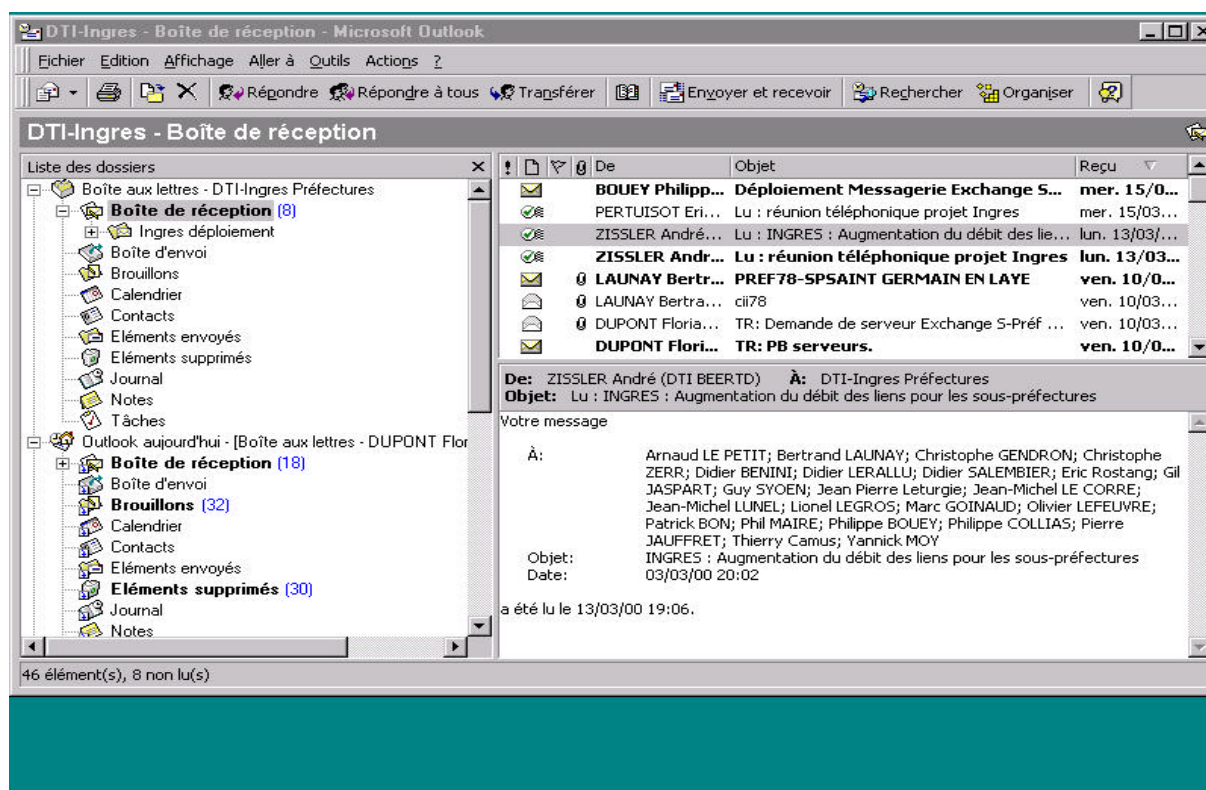 DTI-Ingres - Boîte de réception - Microsoft Outlook
Fichier Edition Affichage Aller à Outils Actions ?
Répondre Répondre à tous Transférer Envoyer et recevoir Rechercher Organiser
DTI-Ingres - Boîte de réception
Liste des dossiers
Boîte aux lettres - DTI-Ingres Préfectures
Boîte de réception (8)
Ingres déploiement
Boîte d'envoi
Brouillons
Calendrier
Contacts
Eléments envoyés
Eléments supprimés
Journal
Notes
Tâches
Outlook aujourd'hui - [Boîte aux lettres - DUPONT Flor
Boîte de réception (18)
Boîte d'envoi
Brouillons (32)
Calendrier
Contacts
Eléments envoyés
Eléments supprimés (30)
Journal
Notes
De Objet Reçu
BOUEY Philipp... Déploiement Messagerie Exchange S... mer. 15/0...
PERTUISOT Eri... Lu : réunion téléphonique projet Ingres mer. 15/03...
ZISSLER André... Lu : INGRES : Augmentation du débit des lie... lun. 13/03/...
ZISSLER Andr... Lu : réunion téléphonique projet Ingres lun. 13/03...
LAUNAY Bertr... PREF78-SPSAINT GERMAIN EN LAYE ven. 10/0...
LAUNAY Bertra... cii78 ven. 10/03...
DUPONT Floria... TR: Demande de serveur Exchange S-Préf ... ven. 10/03...
DUPONT Flori... TR: PB serveurs. ven. 10/0...
De: ZISSLER André (DTI BEERTD) À: DTI-Ingres Préfectures
Objet: Lu : INGRES : Augmentation du débit des liens pour les sous-préfectures
Votre message
À: Arnaud LE PETIT; Bertrand LAUNAY; Christophe GENDRON; Christophe
ZERR; Didier BENINI; Didier LERALLU; Didier SALEMBIER; Eric Rostang; Gil
JASPART; Guy SYOEN; Jean Pierre Leturgie; Jean-Michel LE CORRE;
Jean-Michel LUNEL; Lionel LEGROS; Marc GOINAUD; Olivier LEFEUVRE;
Patrick BON; Phil MAIRE; Philippe BOUEY; Philippe COLLIAS; Pierre
JAUFFRET; Thierry Camus; Yannick MOY
Objet: INGRES : Augmentation du débit des liens pour les sous-préfectures
Date: 03/03/00 20:02
a été lu le 13/03/00 19:06.
46 élément(s), 8 non lu(s)